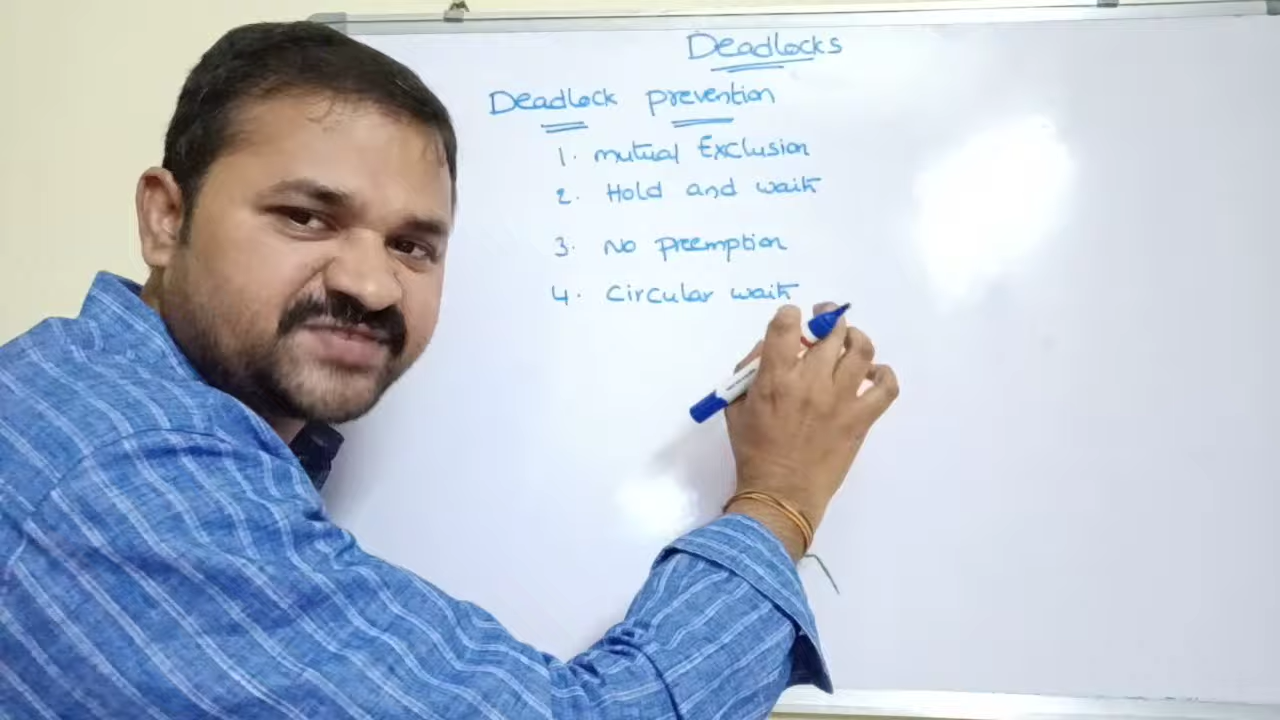 Deadlocks
Deadlock prevention
1. mutual Exclusion
2. Hold and wait
3. No preemption
4. Circular wait